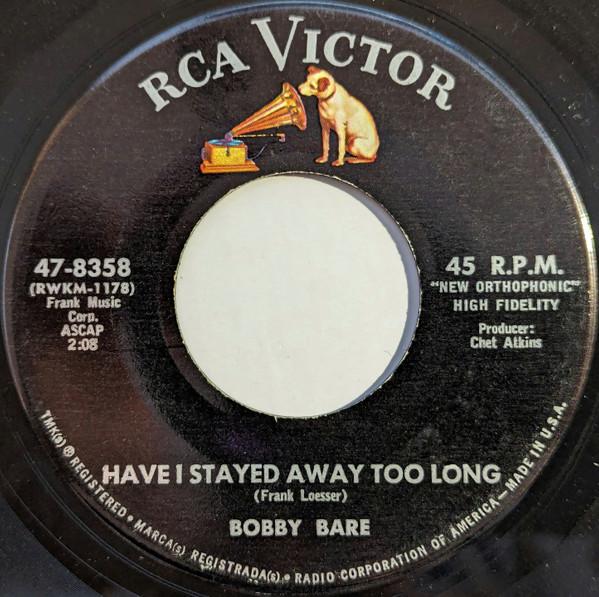 RCA VICTOR
47-8358
(RWKM-1178)
Frank Music
Corp.
ASCAP
2:08
45 R.P.M.
"NEW ORTHOPHONIC"
HIGH FIDELITY
Producer:
Chet Atkins
HAVE I STAYED AWAY TOO LONG
(Frank Loesser)
BOBBY BARE
TMK(s) ® REGISTERED • MARCA(s) REGISTRADA(s) • RADIO CORPORATION OF AMERICA—MADE IN U.S.A.